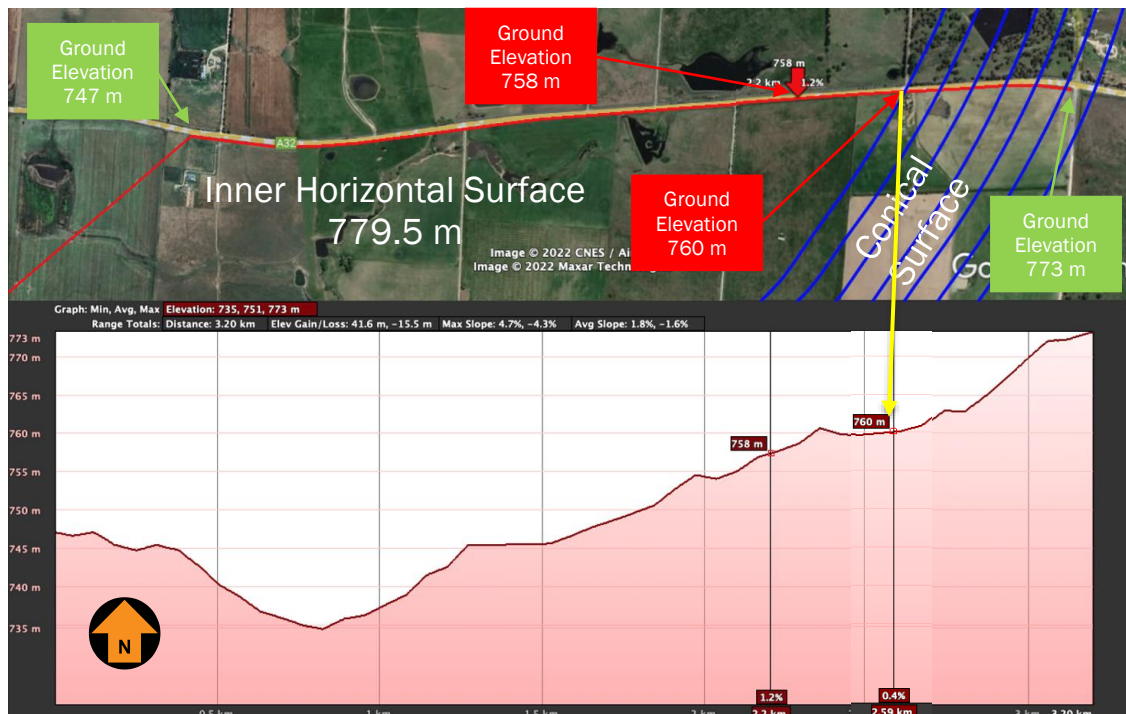 Ground
Elevation
747 m
Ground
Elevation
758 m
758 m
2.2 km
1.2%
A32
Inner Horizontal Surface
779.5 m
Ground
Elevation
760 m
Conical
Surface
Ground
Elevation
773 m
Image © 2022 CNES /
Image © 2022 Maxar
Graph: Min, Avg, Max Elevation: 735, 751, 773 m
Range Totals: Distance: 3.20 km Elev Gain/Loss: 41.6 m, -15.5 m Max Slope: 4.7%, -4.3% Avg Slope: 1.8%, -1.6%
773 m
770 m
765 m
760 m
755 m
750 m
745 m
740 m
735 m
758 m
760 m
N
1.2%
0.4%
0.5 km
1 km
1.5 km
2 km
2.2 km
2.59 km
3 km
3.20 km